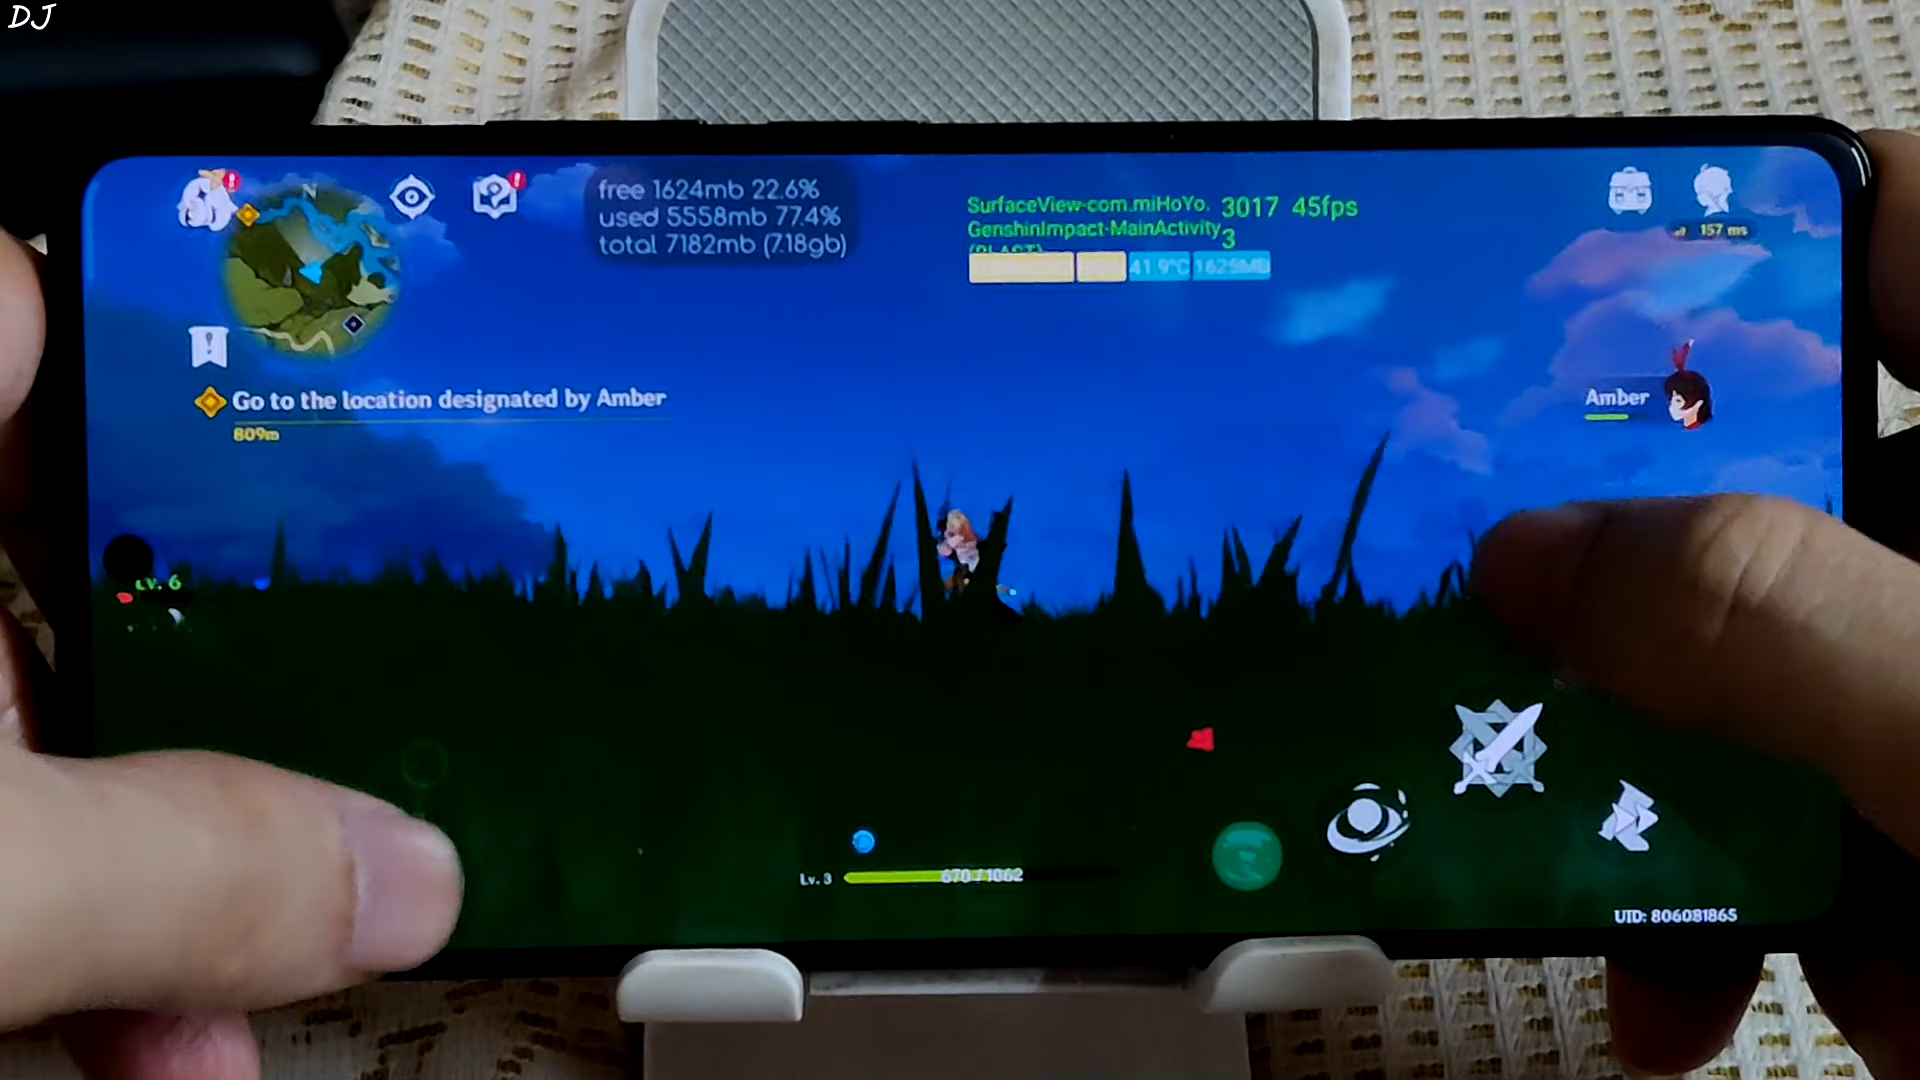 DJ
N
free 1624mb 22.6%
used 5558mb 77.4%
total 7182mb (7.18gb)
SurfaceView-com.miHoYo. 3017 45fps
GenshinImpact-MainActivity 3
(BLAST)
41.9°C 1625MB
157 ms
Go to the location designated by Amber
809m
Amber
Lv. 6
Lv. 3
670 / 1062
UID: 806081865